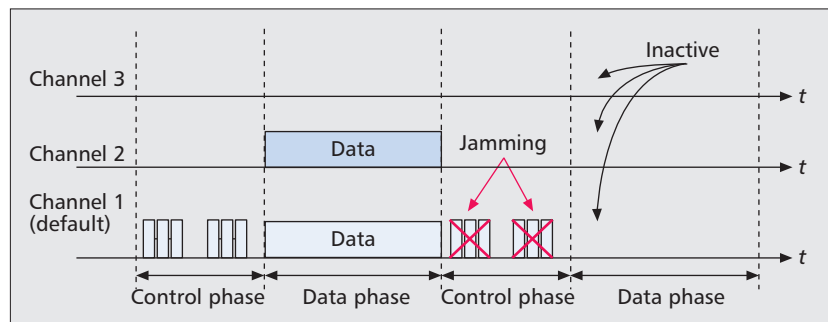 Inactive
Channel 3
t
Jamming
Channel 2
Data
t
Channel 1
(default)
Data
t
Control phase
Data phase
Control phase
Data phase